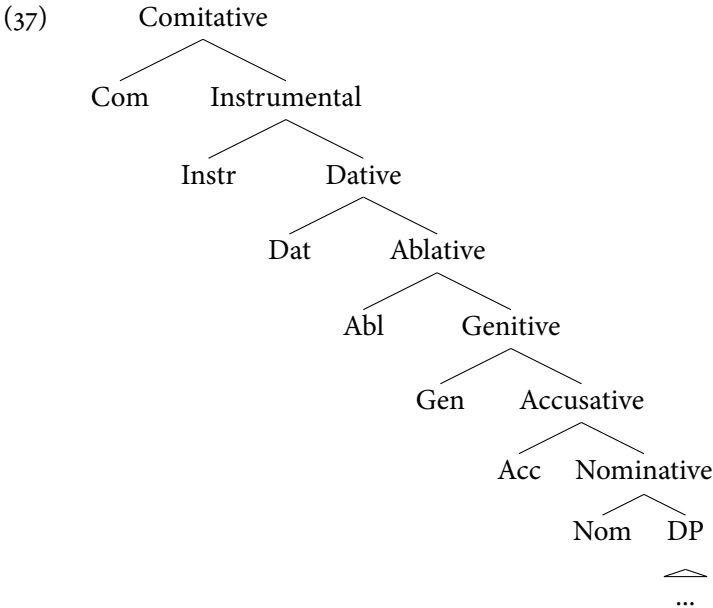 (37) Comitative
Com Instrumental
Instr Dative
Dat Ablative
Abl Genitive
Gen Accusative
Acc Nominative
Nom DP
...